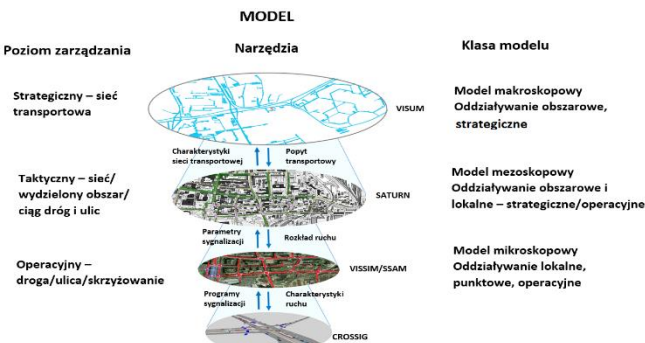 MODEL
Poziom zarządzania
Narzędzia
Klasa modelu
Strategiczny – sieć
transportowa
VISUM
Model makroskopowy
Oddziaływanie obszarowe,
strategiczne
Charakterystyki
sieci transportowej
Popyt
transportowy
Taktyczny – sieć/
wydzielony obszar/
ciąg dróg i ulic
SATURN
Model mezoskopowy
Oddziaływanie obszarowe i
lokalne – strategiczne/operacyjne
Parametry
sygnalizacji
Rozkład ruchu
Operacyjny –
droga/ulica/skrzyżowanie
VISSIM/SSAM
Model mikroskopowy
Oddziaływanie lokalne,
punktowe, operacyjne
Programy
sygnalizacji
Charakterystyki
ruchu
CROSSIG